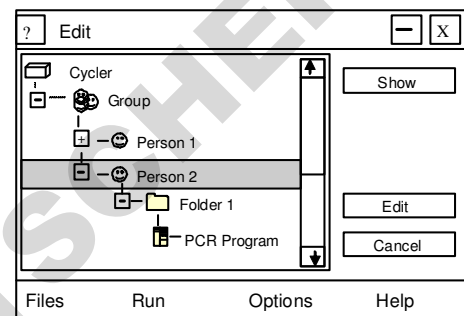 ? Edit X
Cycler
Show
Group
Person 1
Person 2
Folder 1
Edit
PCR Program
Cancel
Files Run Options Help